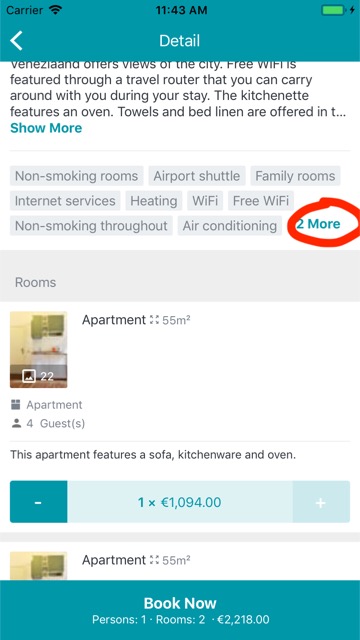 Carrier 11:43 AM
Detail
Veneziaand offers views of the city. Free WiFi is
featured through a travel router that you can carry
around with you during your stay. The kitchenette
features an oven. Towels and bed linen are offered in t...
Show More
Non-smoking rooms Airport shuttle Family rooms
Internet services Heating WiFi Free WiFi
Non-smoking throughout Air conditioning 2 More
Rooms
Apartment 55m²
22
Apartment
4 Guest(s)
This apartment features a sofa, kitchenware and oven.
- 1 × €1,094.00 +
Apartment 55m²
Book Now
Persons: 1 · Rooms: 2 · €2,218.00